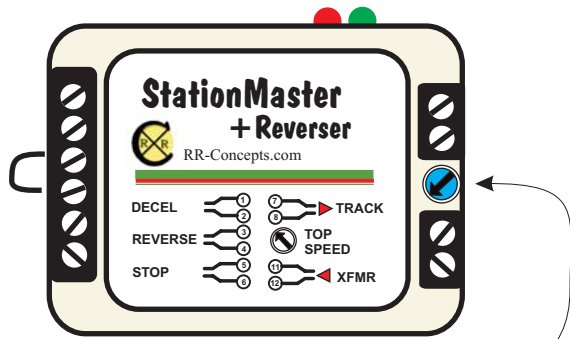 StationMaster
+Reverser
R R
RR-Concepts.com
DECEL 1 2 7 8 TRACK
REVERSE 3 4 TOP SPEED
STOP 5 6 11 12 XFMR